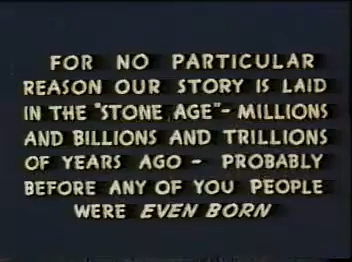 FOR NO PARTICULAR
REASON OUR STORY IS LAID
IN THE "STONE AGE"- MILLIONS
AND BILLIONS AND TRILLIONS
OF YEARS AGO - PROBABLY
BEFORE ANY OF YOU PEOPLE
WERE EVEN BORN